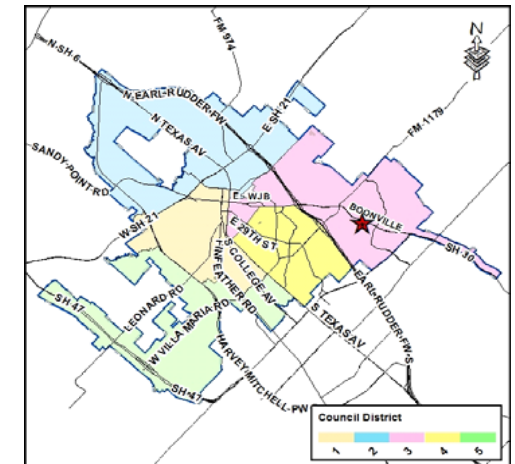 N
FM 974
N-SH-6
N-EARL-RUDDER-FW
E SH-21
N TEXAS AV
FM-1179
SANDY-POINT-RD
E-WJB
BOONVILLE
W-SH 21
E 29TH ST
SH-30
S-COLLEGE-AV
FINFEATHER RD
LEONARD RD
EARL-RUDDER-FW-S
SH 47
S TEXAS AV
W VILLA MARIA-RD
HARVEY-MITCHELL-PW
SH-47
Council District
1 2 3 4 5